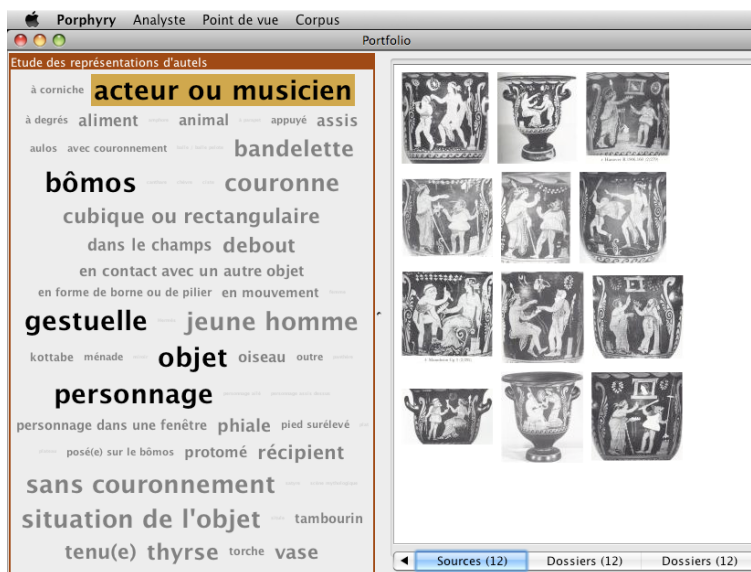 Porphyry Analyste Point de vue Corpus
Portfolio
Etude des représentations d'autels
à corniche acteur ou musicien
à degrés aliment animal appuyé assis
aulos avec couronnement bandelette
bômos couronne
cubique ou rectangulaire
dans le champs debout
en contact avec un autre objet
en forme de borne ou de pilier en mouvement
gestuelle jeune homme
kottabe ménade objet oiseau outre
personnage
personnage dans une fenêtre phiale pied surélevé
posé(e) sur le bômos protomé récipient
sans couronnement
situation de l'objet tambourin
tenu(e) thyrse torche vase
Sources (12) Dossiers (12) Dossiers (12)